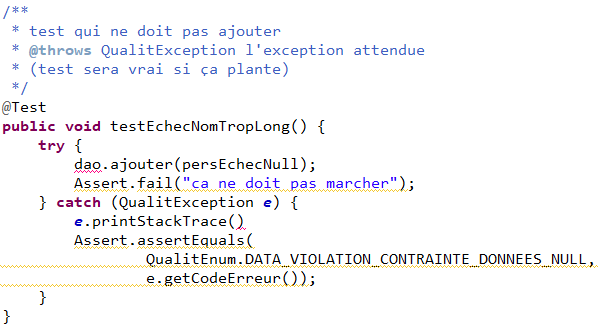 /**
 * test qui ne doit pas ajouter
 * @throws QualitException l'exception attendue
 * (test sera vrai si ça plante)
 */
@Test
public void testEchecNomTropLong() {
    try {
        dao.ajouter(persEchecNull);
        Assert.fail("ca ne doit pas marcher");
    } catch (QualitException e) {
        e.printStackTrace()
        Assert.assertEquals(
                QualitEnum.DATA_VIOLATION_CONTRAINTE_DONNEES_NULL,
                e.getCodeErreur());
    }
}